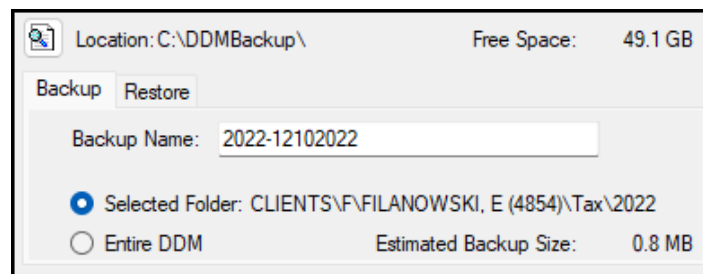 Location: C:\DDMBackup\ Free Space: 49.1 GB
Backup Restore
Backup Name: 2022-12102022
Selected Folder: CLIENTS\F\FILANOWSKI, E (4854)\Tax\2022
Entire DDM Estimated Backup Size: 0.8 MB